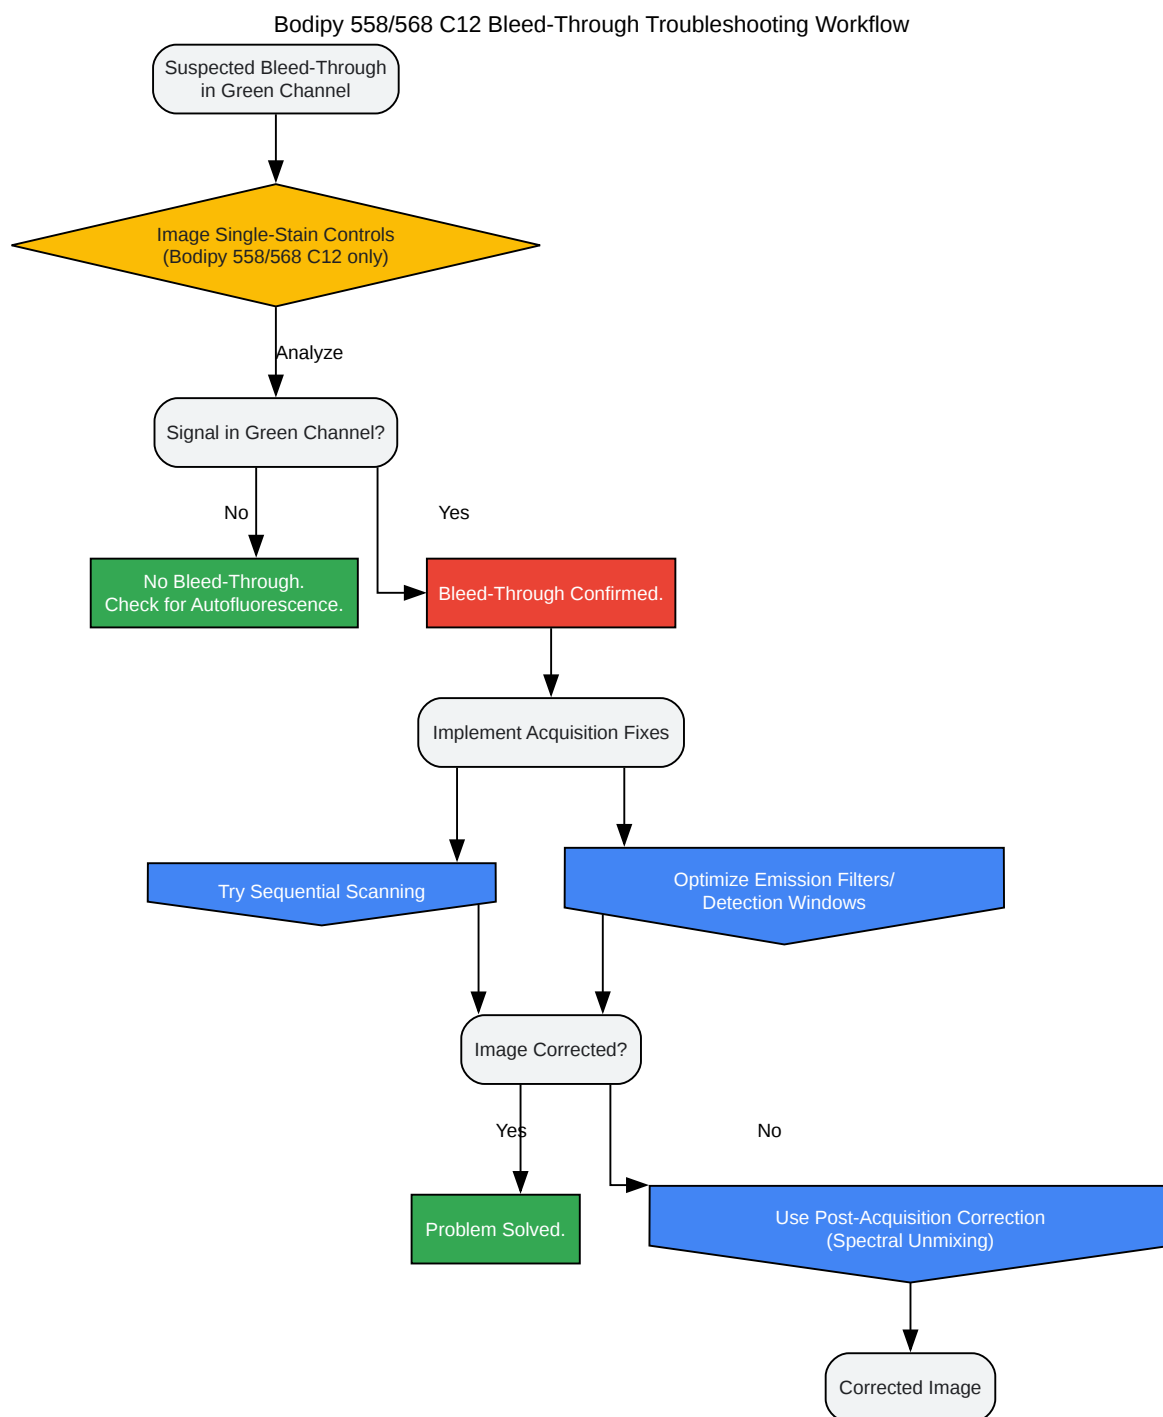 Bodipy 558/568 C12 Bleed-Through Troubleshooting Workflow
Suspected Bleed-Through
in Green Channel
Image Single-Stain Controls
(Bodipy 558/568 C12 only)
Analyze
Signal in Green Channel?
No
Yes
No Bleed-Through.
Check for Autofluorescence.
Bleed-Through Confirmed.
Implement Acquisition Fixes
Try Sequential Scanning
Optimize Emission Filters/
Detection Windows
Image Corrected?
Yes
No
Problem Solved.
Use Post-Acquisition Correction
(Spectral Unmixing)
Corrected Image